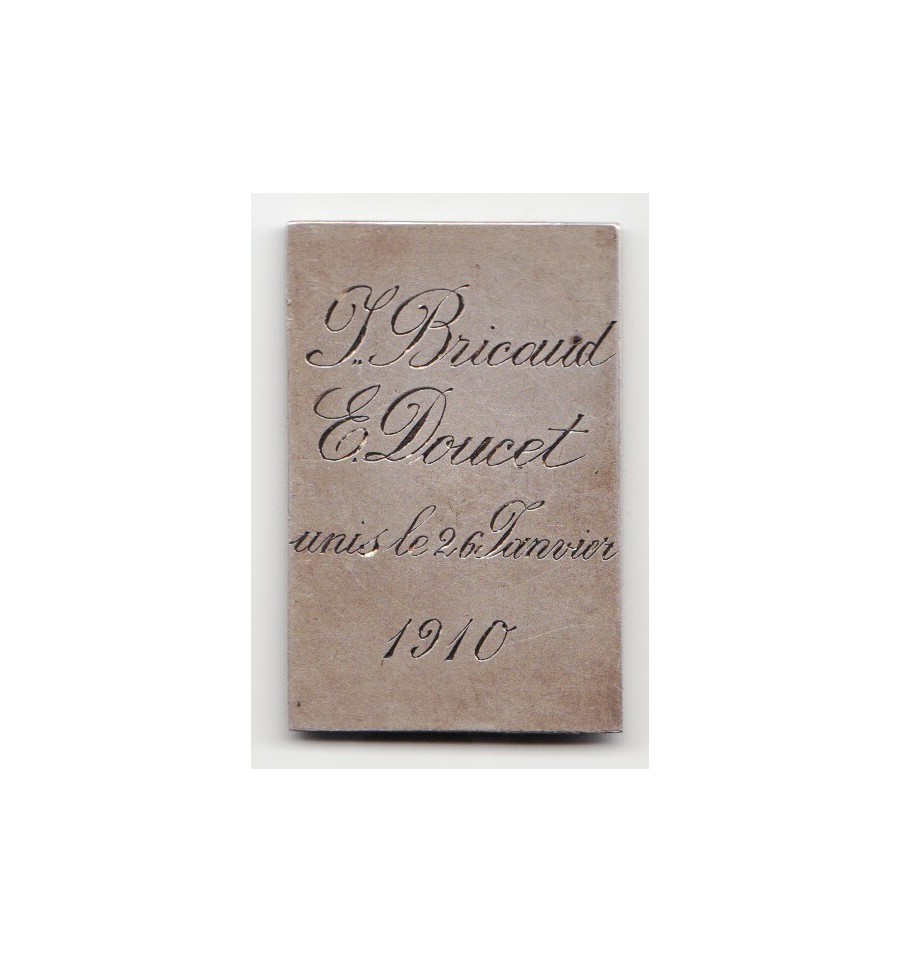 J. Bricaud
E. Doucet
unis le 26 Janvier
1910